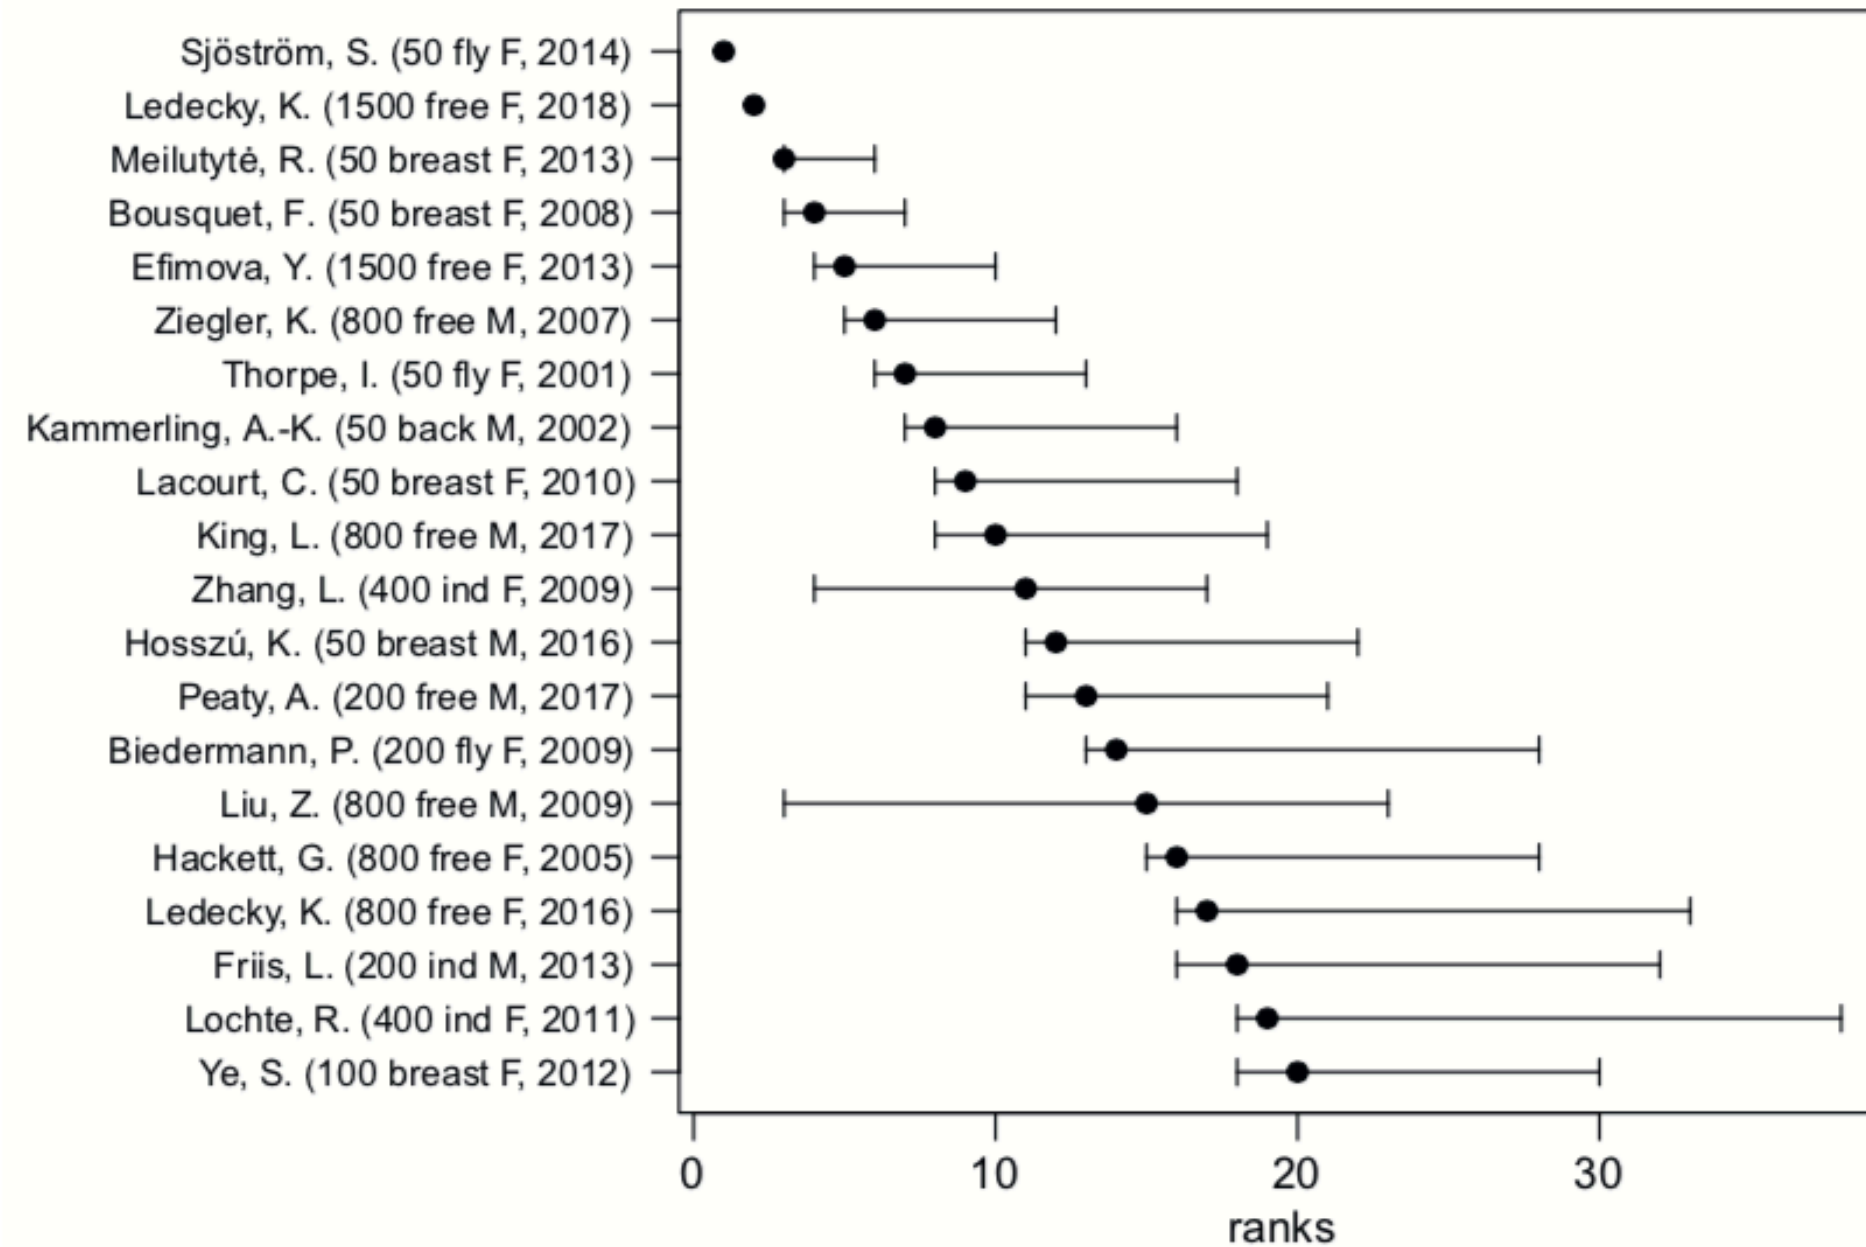 Sjöström, S. (50 fly F, 2014)
Ledecky, K. (1500 free F, 2018)
Meilutytė, R. (50 breast F, 2013)
Bousquet, F. (50 breast F, 2008)
Efimova, Y. (1500 free F, 2013)
Ziegler, K. (800 free M, 2007)
Thorpe, I. (50 fly F, 2001)
Kammerling, A.-K. (50 back M, 2002)
Lacourt, C. (50 breast F, 2010)
King, L. (800 free M, 2017)
Zhang, L. (400 ind F, 2009)
Hosszú, K. (50 breast M, 2016)
Peaty, A. (200 free M, 2017)
Biedermann, P. (200 fly F, 2009)
Liu, Z. (800 free M, 2009)
Hackett, G. (800 free F, 2005)
Ledecky, K. (800 free F, 2016)
Friis, L. (200 ind M, 2013)
Lochte, R. (400 ind F, 2011)
Ye, S. (100 breast F, 2012)
0 10 20 30
ranks